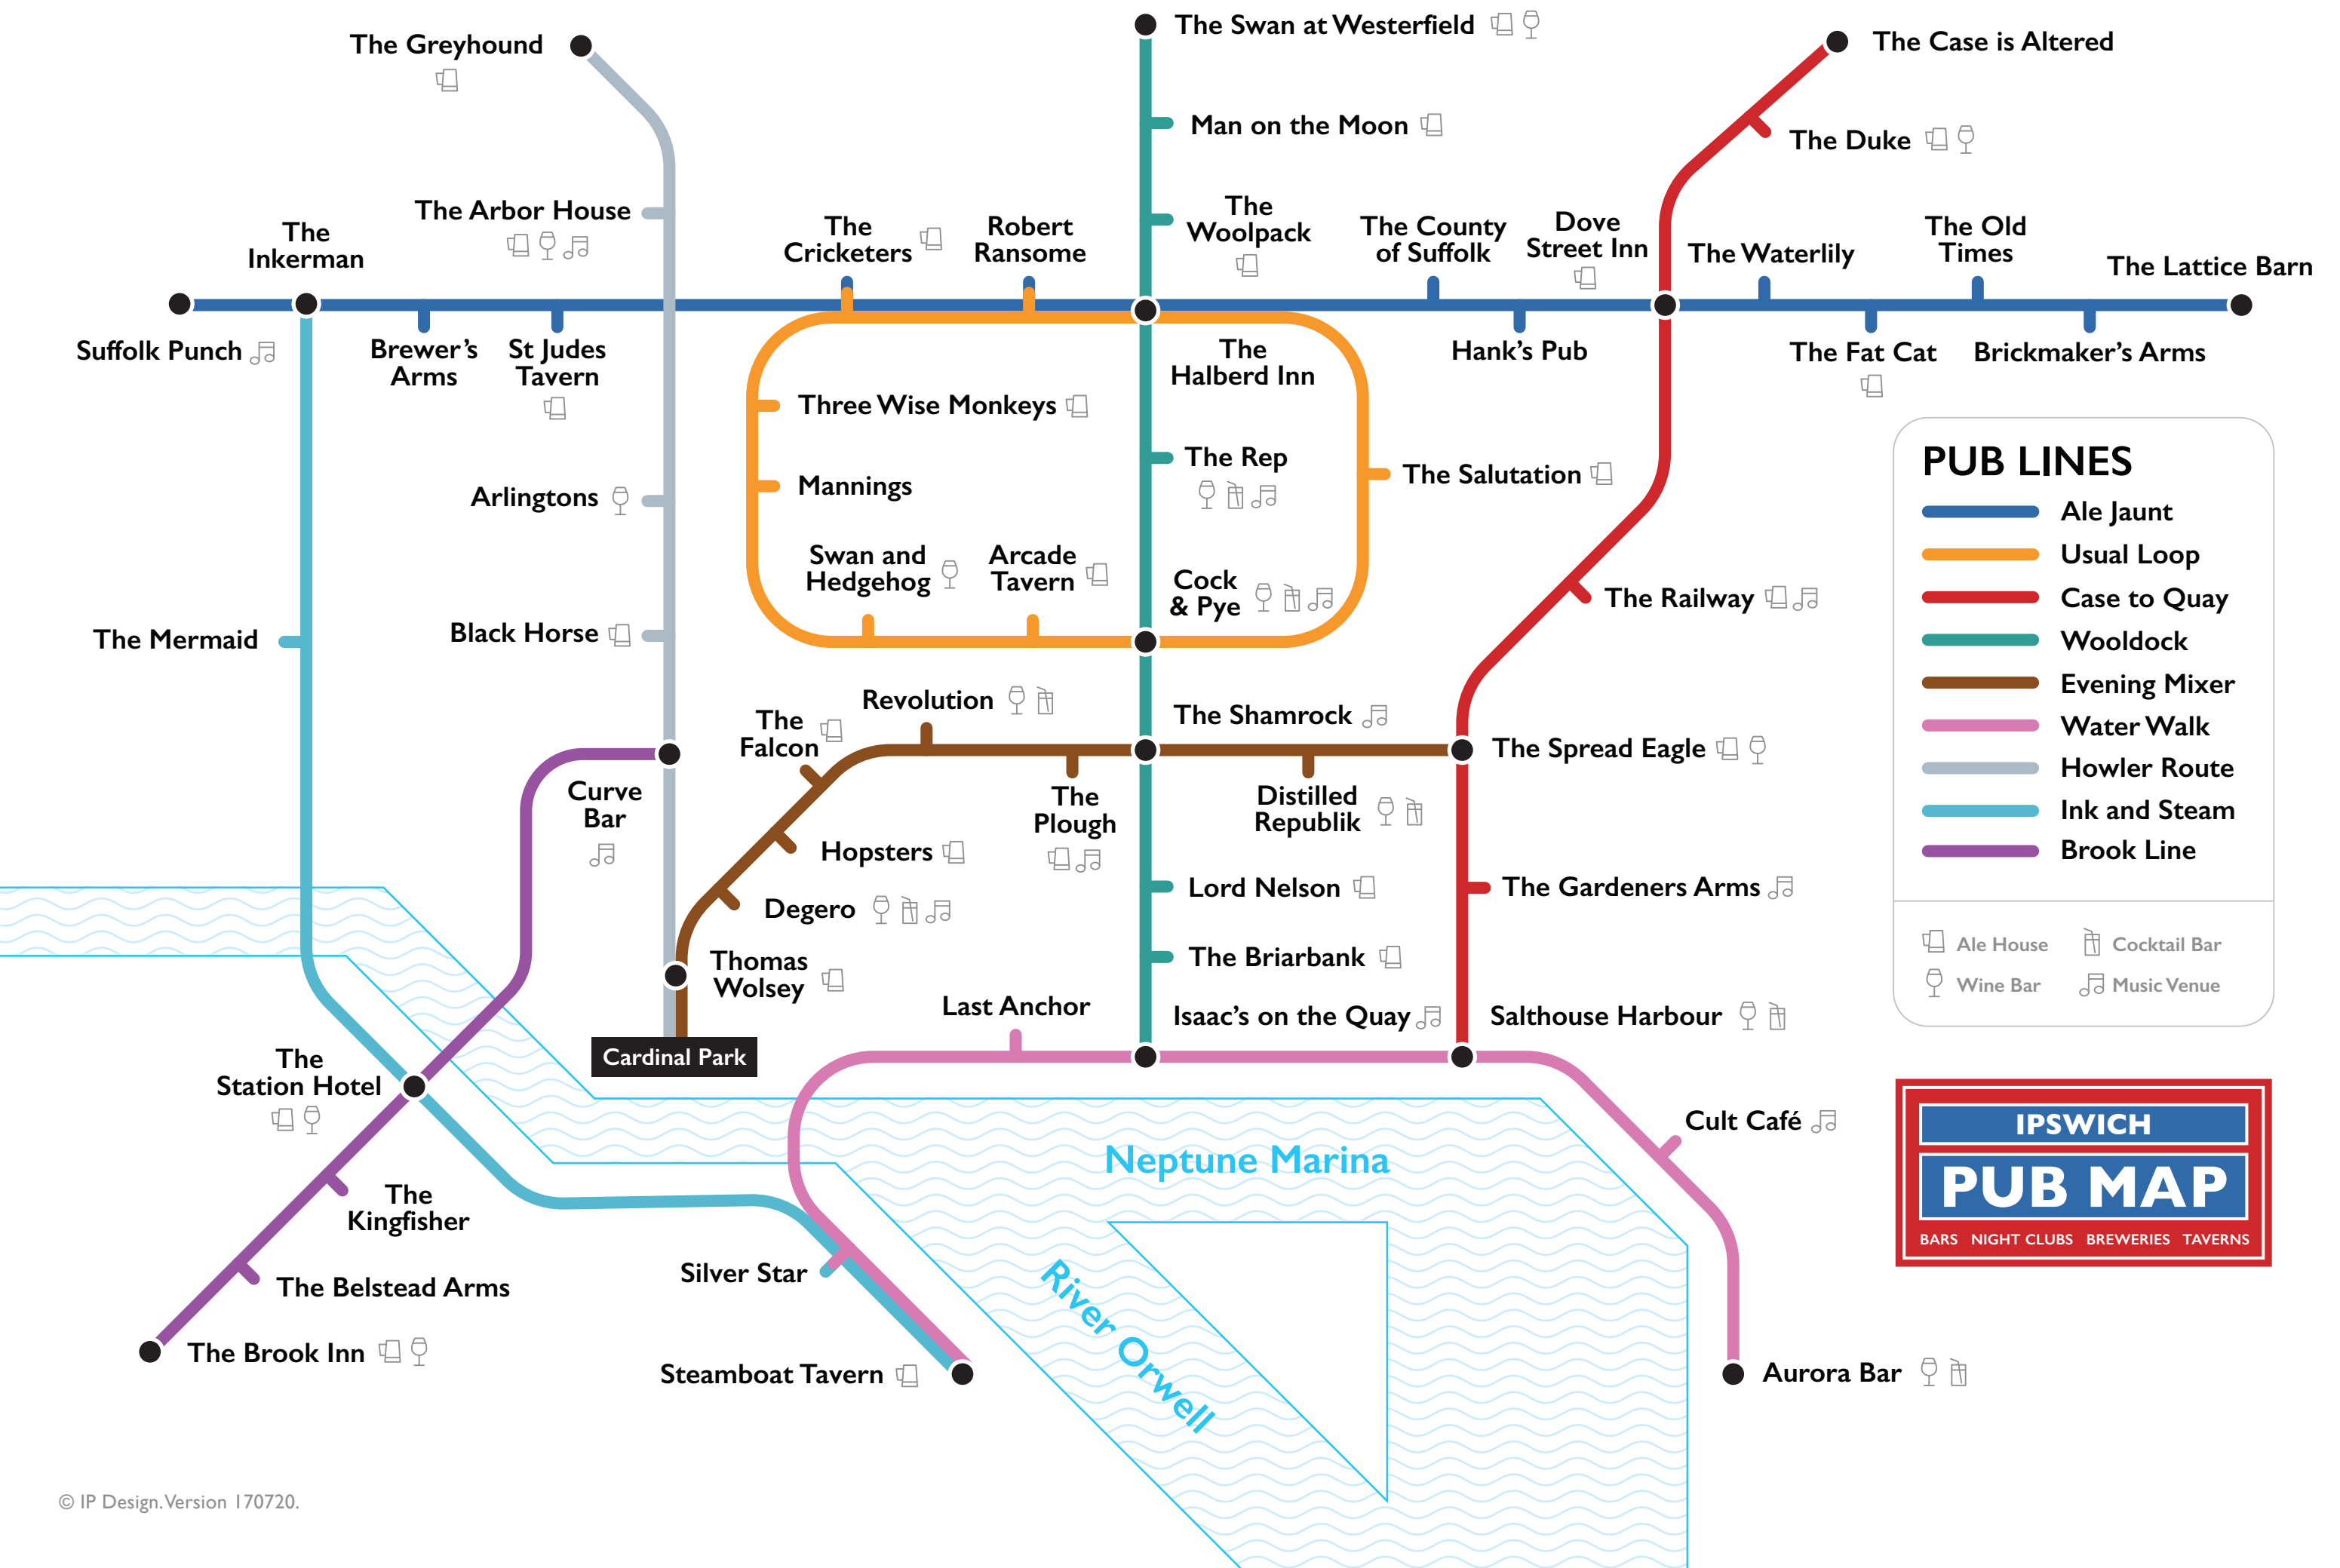 The Greyhound
The Swan at Westerfield
The Case is Altered
Man on the Moon
The Duke
The Arbor House
The
Inkerman
The
Cricketers
Robert
Ransome
The
Woolpack
The County
of Suffolk
Dove
Street Inn
The Waterlily
The Old
Times
The Lattice Barn
Suffolk Punch
Brewer's
Arms
St Judes
Tavern
The
Halberd Inn
Hank's Pub
The Fat Cat
Brickmaker's Arms
Three Wise Monkeys
Mannings
Arlingtons
The Rep
The Salutation
Swan and
Hedgehog
Arcade
Tavern
Cock
& Pye
The Railway
The Mermaid
Black Horse
Revolution
The
Falcon
The Shamrock
The Spread Eagle
Curve
Bar
The
Plough
Distilled
Republik
Hopsters
Degero
Lord Nelson
The Gardeners Arms
Thomas
Wolsey
The Briarbank
Last Anchor
Isaac's on the Quay
Salthouse Harbour
Cardinal Park
The
Station Hotel
Cult Café
Neptune Marina
The
Kingfisher
Silver Star
The Belstead Arms
River Orwell
The Brook Inn
Steamboat Tavern
Aurora Bar
PUB LINES
Ale Jaunt
Usual Loop
Case to Quay
Wooldock
Evening Mixer
Water Walk
Howler Route
Ink and Steam
Brook Line
Ale House
Cocktail Bar
Wine Bar
Music Venue
IPSWICH
PUB MAP
BARS NIGHT CLUBS BREWERIES TAVERNS
© IP Design. Version 170720.